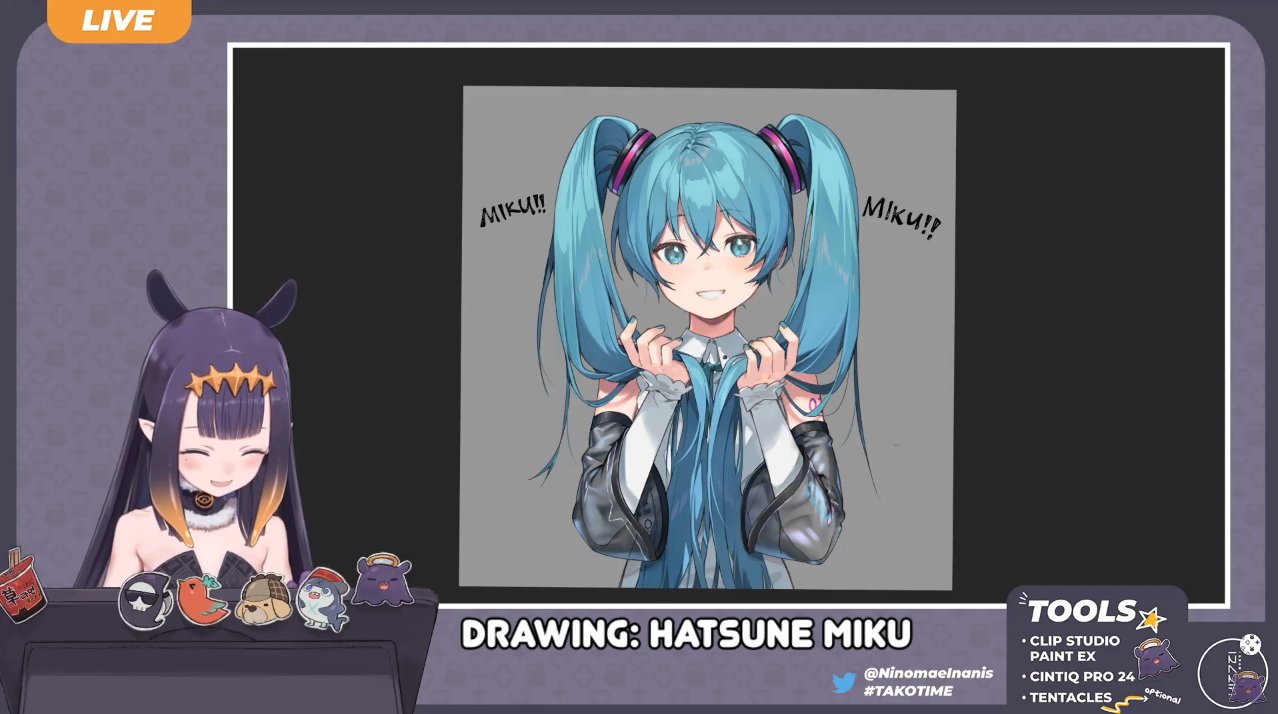 LIVE
MIKU!!
MIKU!!
DRAWING: HATSUNE MIKU
@NinomaeInanis
#TAKOTIME
TOOLS
• CLIP STUDIO
PAINT EX
• CINTIQ PRO 24
• TENTACLES
optional